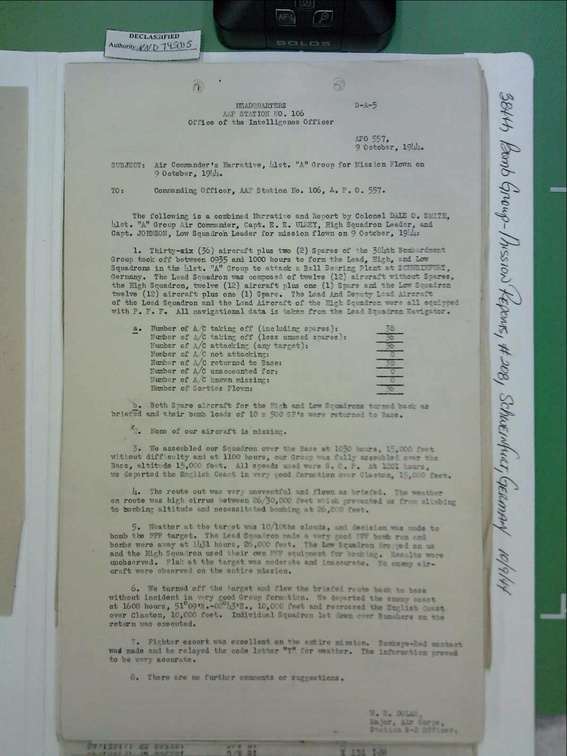 DECLASSIFIED
Authority NND 745005
BOLDS
HEADQUARTERS D-A-5
AAF STATION NO. 106
Office of the Intelligence Officer
APO 557,
9 October, 1944.
SUBJECT: Air Commander's Narrative, 41st. "A" Group for Mission Flown on
9 October, 1944.
TO: Commanding Officer, AAF Station No. 106, A. P. O. 557.
The following is a combined Narrative and Report by Colonel DALE O. SMITH,
41st. "A" Group Air Commander, Capt. E. E. ULREY, High Squadron Leader, and
Capt. JOHNSON, Low Squadron Leader for mission flown on 9 October, 1944:
1. Thirty-six (36) aircraft plus two (2) Spares of the 384th Bombardment
Group took off between 0935 and 1000 hours to form the Lead, High, and Low
Squadrons in the 41st. "A" Group to attack a Ball Bearing Plant at SCHWEINFURT,
Germany. The Lead Squadron was composed of twelve (12) aircraft without Spares,
the High Squadron, twelve (12) aircraft plus one (1) Spare and the Low Squadron
twelve (12) aircraft plus one (1) Spare. The Lead And Deputy Lead Aircraft
of the Lead Squadron and the Lead Aircraft of the High Squadron were all equipped
with P. F. F. All navigational data is taken from the Lead Squadron Navigator.
a. Number of A/C taking off (including spares): 38
Number of A/C taking off (less unused spares): 36
Number of A/C attacking (any target): 36
Number of A/C not attacking: 0
Number of A/C returned to Base:
Number of A/C unaccounted for: 0
Number of A/C known missing: 0
Number of Sorties Flown: 36
b. Both Spare aircraft for the High and Low Squadrons turned back as
briefed and their bomb loads of 10 x 500 GP's were returned to Base.
None of our aircraft is missing.
3. We assembled our Squadron over the Base at 1050 hours, 15,000 feet
without difficulty and at 1100 hours, our Group was fully assembled over the
Base, altitude 15,000 feet. All speeds used were S. O. P. At 1201 hours,
we departed the English Coast in very good formation over Clacton, 15,000 feet.
4. The route out was very uneventful and flown as briefed. The weather
on route was high cirrus between 26/30,000 feet which prevented us from climbing
to bombing altitude and necessitated bombing at 26,000 feet.
5. Weather at the target was 10/10ths clouds, and decision was made to
bomb the PFF target. The Lead Squadron made a very good PFF bomb run and
bombs were away at 1431 hours, 26,000 feet. The Low Squadron dropped on us
and the High Squadron used their own PFF equipment for bombing. Results were
unobserved. Flak at the target was moderate and inaccurate. No enemy air-
craft were observed on the entire mission.
6. We turned off the target and flew the briefed route back to base
without incident in very good Group formation. We departed the enemy coast
at 1608 hours, 51°09'N.-02°43'E., 10,000 feet and recrossed the English Coast
over Clacton, 10,000 feet. Individual Squadron let down over Bunchers on the
return was executed.
7. Fighter escort was excellent on the entire mission. Buckeye-Red contact
was made and he relayed the code letter "Y" for weather. The information proved
to be very accurate.
8. There are no further comments or suggestions.
W. E. DOLAN,
Major, Air Corps,
Station S-2 Officer.
384th Bomb Group-Mission Reports, #208, Schweinfurt, Germany 10/9/44